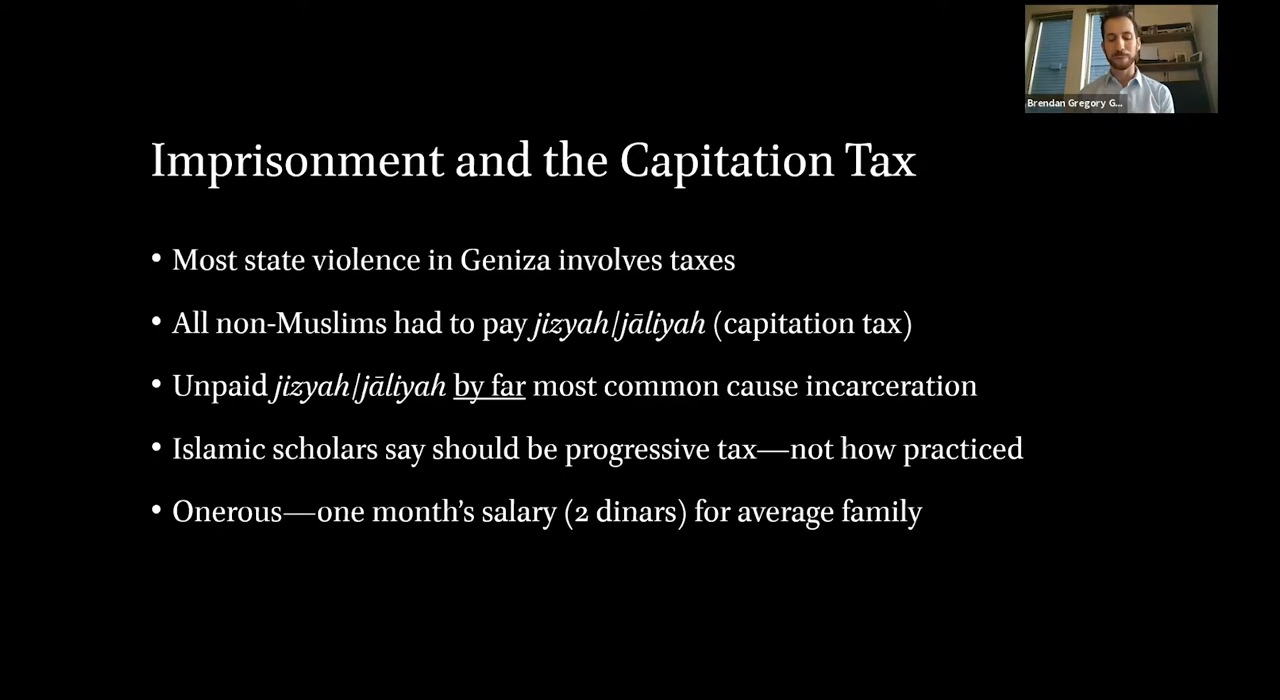 Brendan Gregory G...
Imprisonment and the Capitation Tax
• Most state violence in Geniza involves taxes
• All non-Muslims had to pay jizyah/jāliyah (capitation tax)
• Unpaid jizyah/jāliyah by far most common cause incarceration
• Islamic scholars say should be progressive tax—not how practiced
• Onerous—one month’s salary (2 dinars) for average family